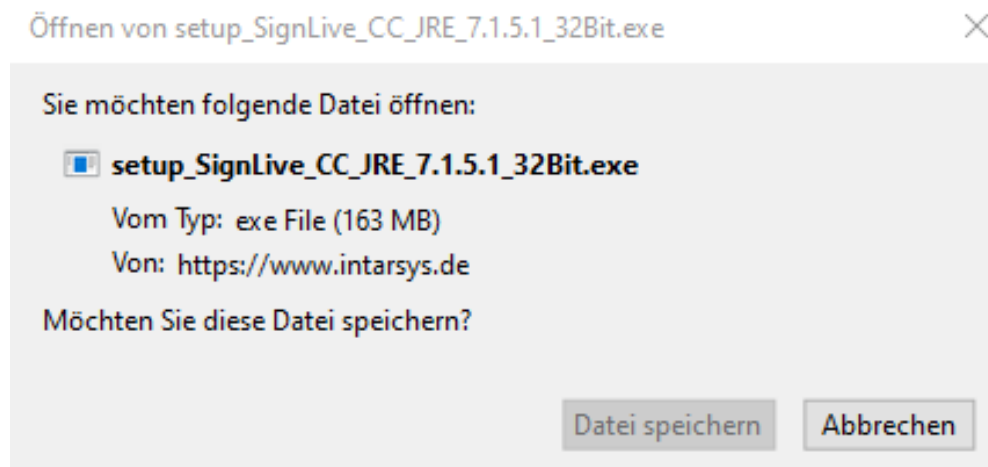 Öffnen von setup_SignLive_CC_JRE_7.1.5.1_32Bit.exe
Sie möchten folgende Datei öffnen:
setup_SignLive_CC_JRE_7.1.5.1_32Bit.exe
Vom Typ: exe File (163 MB)
Von: https://www.intarsys.de
Möchten Sie diese Datei speichern?
Datei speichern Abbrechen